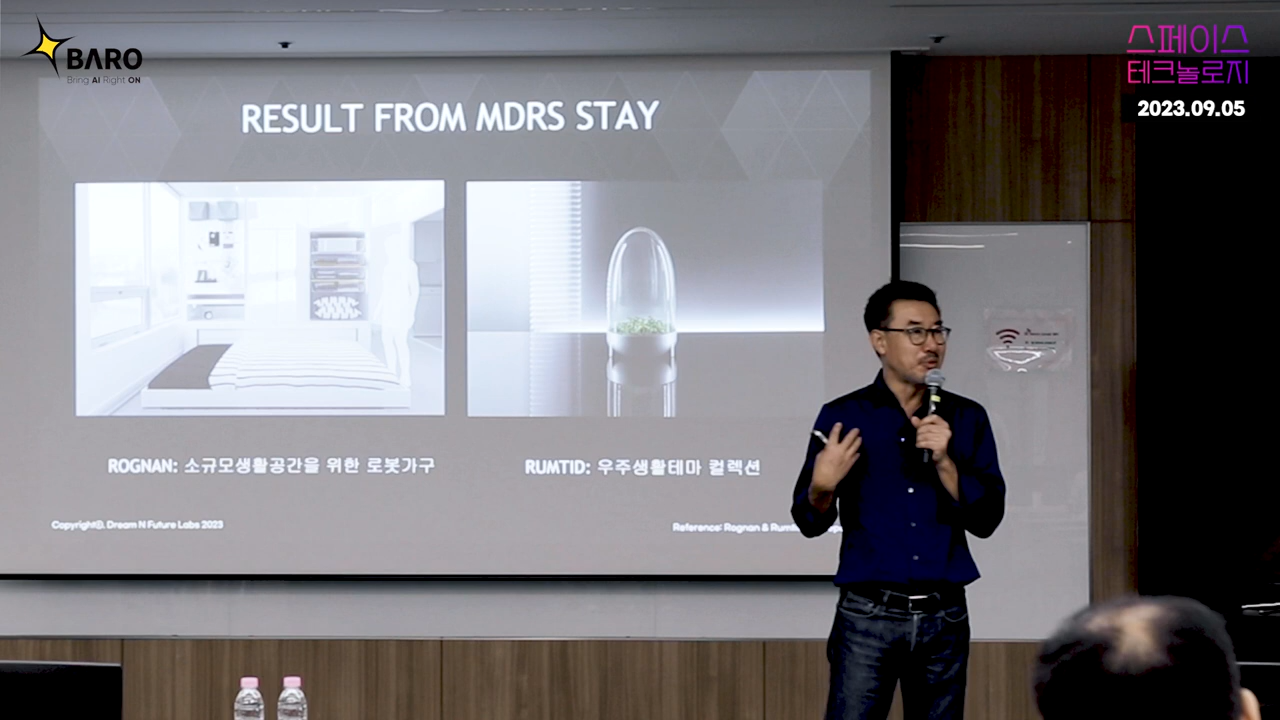 BARO
Bring AI Right ON
스페이스
테크놀로지
2023.09.05
RESULT FROM MDRS STAY
ROGNAN: 소규모생활공간을 위한 로봇가구
RUMTID: 우주생활테마 컬렉션
Copyright©. Dream N Future Labs 2023
Reference: Rognan &